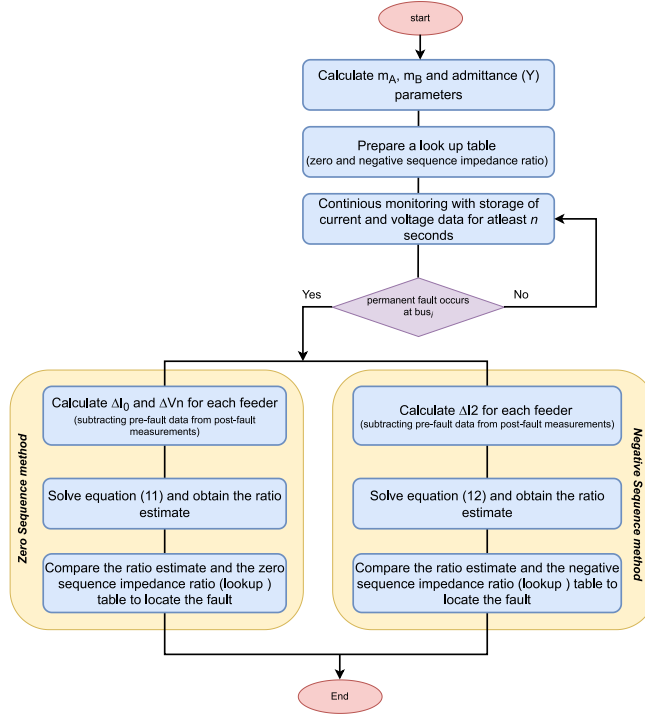 start
Calculate mA, mB and admittance (Y)
parameters
Prepare a look up table
(zero and negative sequence impedance ratio)
Continious monitoring with storage of
current and voltage data for atleast n
seconds
Yes
permanent fault occurs
at busi
No
Zero Sequence method
Calculate ΔI0 and ΔVn for each feeder
(subtracting pre-fault data from post-fault
measurements)
Solve equation (11) and obtain the ratio
estimate
Compare the ratio estimate and the zero
sequence impedance ratio (lookup )
table to locate the fault
Calculate ΔI2 for each feeder
(subtracting pre-fault data from post-fault measurements)
Solve equation (12) and obtain the ratio
estimate
Compare the ratio estimate and the negative
sequence impedance ratio (lookup ) table to
locate the fault
Negative Sequence method
End